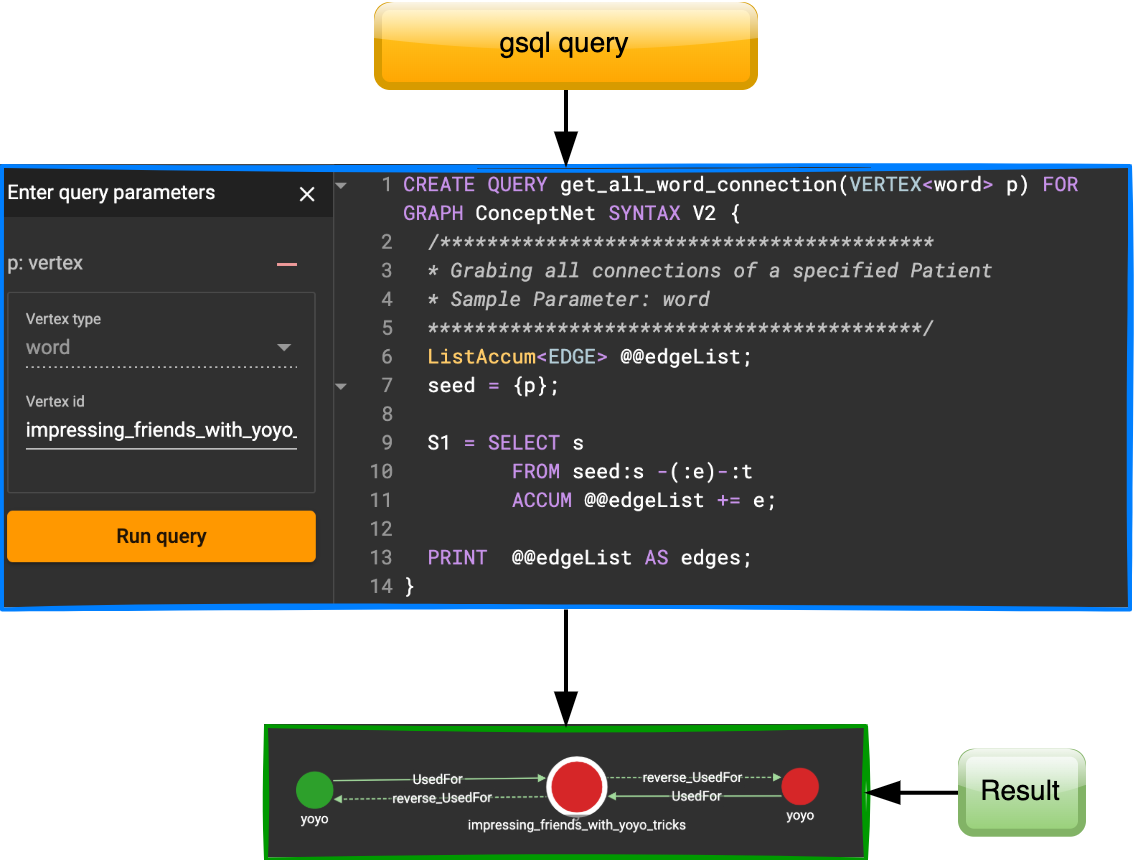 gsql query
Enter query parameters
p: vertex
Vertex type
word
Vertex id
impressing_friends_with_yoyo_
Run query
1 CREATE QUERY get_all_word_connection(VERTEX<word> p) FOR
GRAPH ConceptNet SYNTAX V2 {
2 /******************************************
3 * Grabing all connections of a specified Patient
4 * Sample Parameter: word
5 ******************************************/
6 ListAccum<EDGE> @@edgeList;
7 seed = {p};
8
9 S1 = SELECT s
10 FROM seed:s -(:e)-:t
11 ACCUM @@edgeList += e;
12
13 PRINT @@edgeList AS edges;
14 }
UsedFor reverse_UsedFor
reverse_UsedFor UsedFor
yoyo impressing_friends_with_yoyo_tricks yoyo
Result